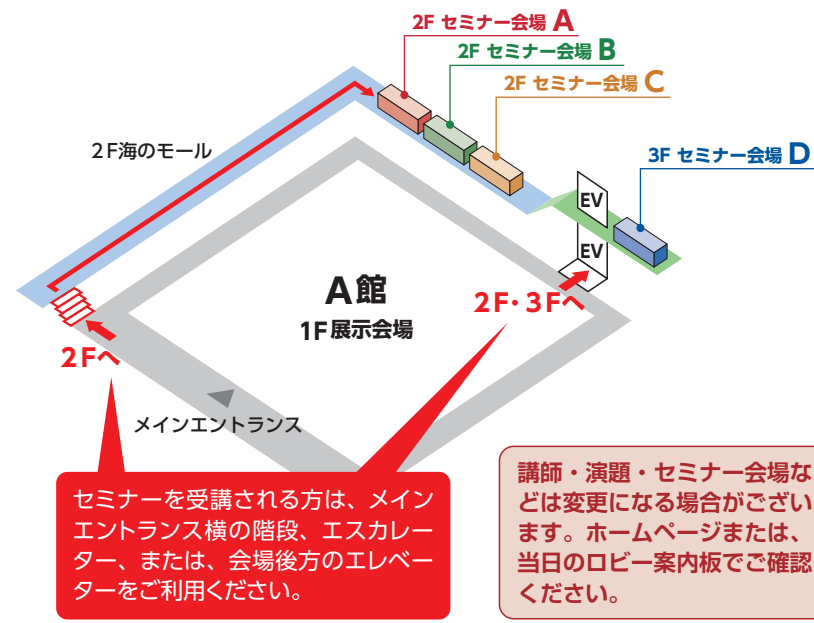 2F セミナー会場 A
2F セミナー会場 B
2F セミナー会場 C
3F セミナー会場 D
2F海のモール
EV
EV
A館
1F展示会場
2F・3Fへ
2Fへ
メインエントランス
セミナーを受講される方は、メイン
エントランス横の階段、エスカレー
ター、または、会場後方のエレベー
ターをご利用ください。
講師・演題・セミナー会場な
どは変更になる場合がござい
ます。ホームページまたは、
当日のロビー案内板でご確認
ください。